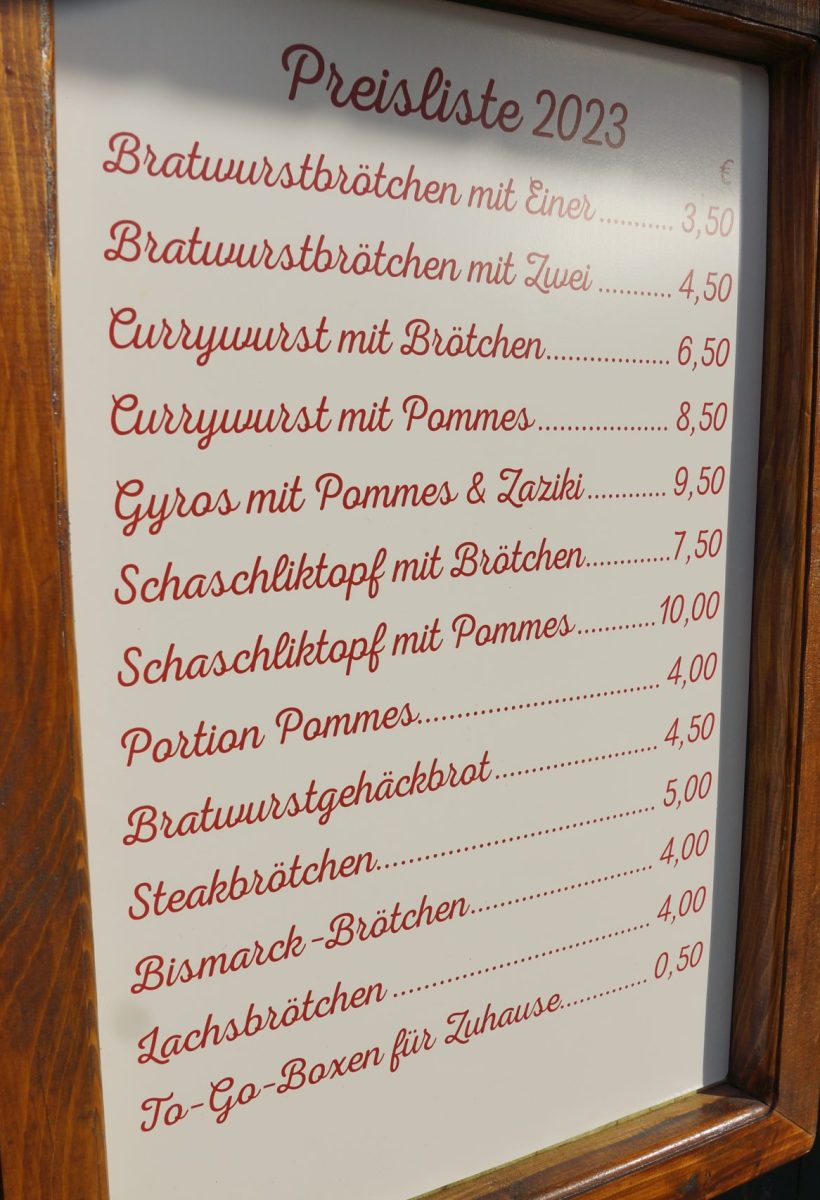 Preisliste 2023
€
Bratwurstbrötchen mit Einer........... 3,50
Bratwurstbrötchen mit Zwei ........... 4,50
Currywurst mit Brötchen.................. 6,50
Currywurst mit Pommes................... 8,50
Gyros mit Pommes & Zaziki........... 9,50
Schaschliktopf mit Brötchen............7,50
Schaschliktopf mit Pommes...........10,00
Portion Pommes................................... 4,00
Bratwurstgehäckbrot....................... 4,50
Steakbrötchen....................................... 5,00
Bismarck-Brötchen......................... 4,00
Lachsbrötchen .................................... 4,00
To-Go-Boxen für Zuhause............ 0,50